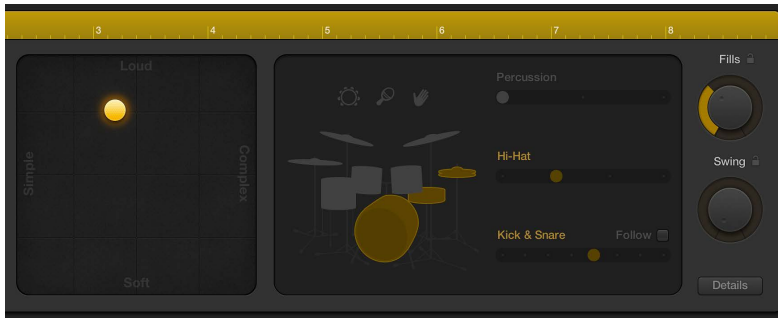 3 4 5 6 7 8
Loud
Simple
Complex
Soft
Percussion
Hi-Hat
Kick & Snare Follow
Fills
Swing
Details